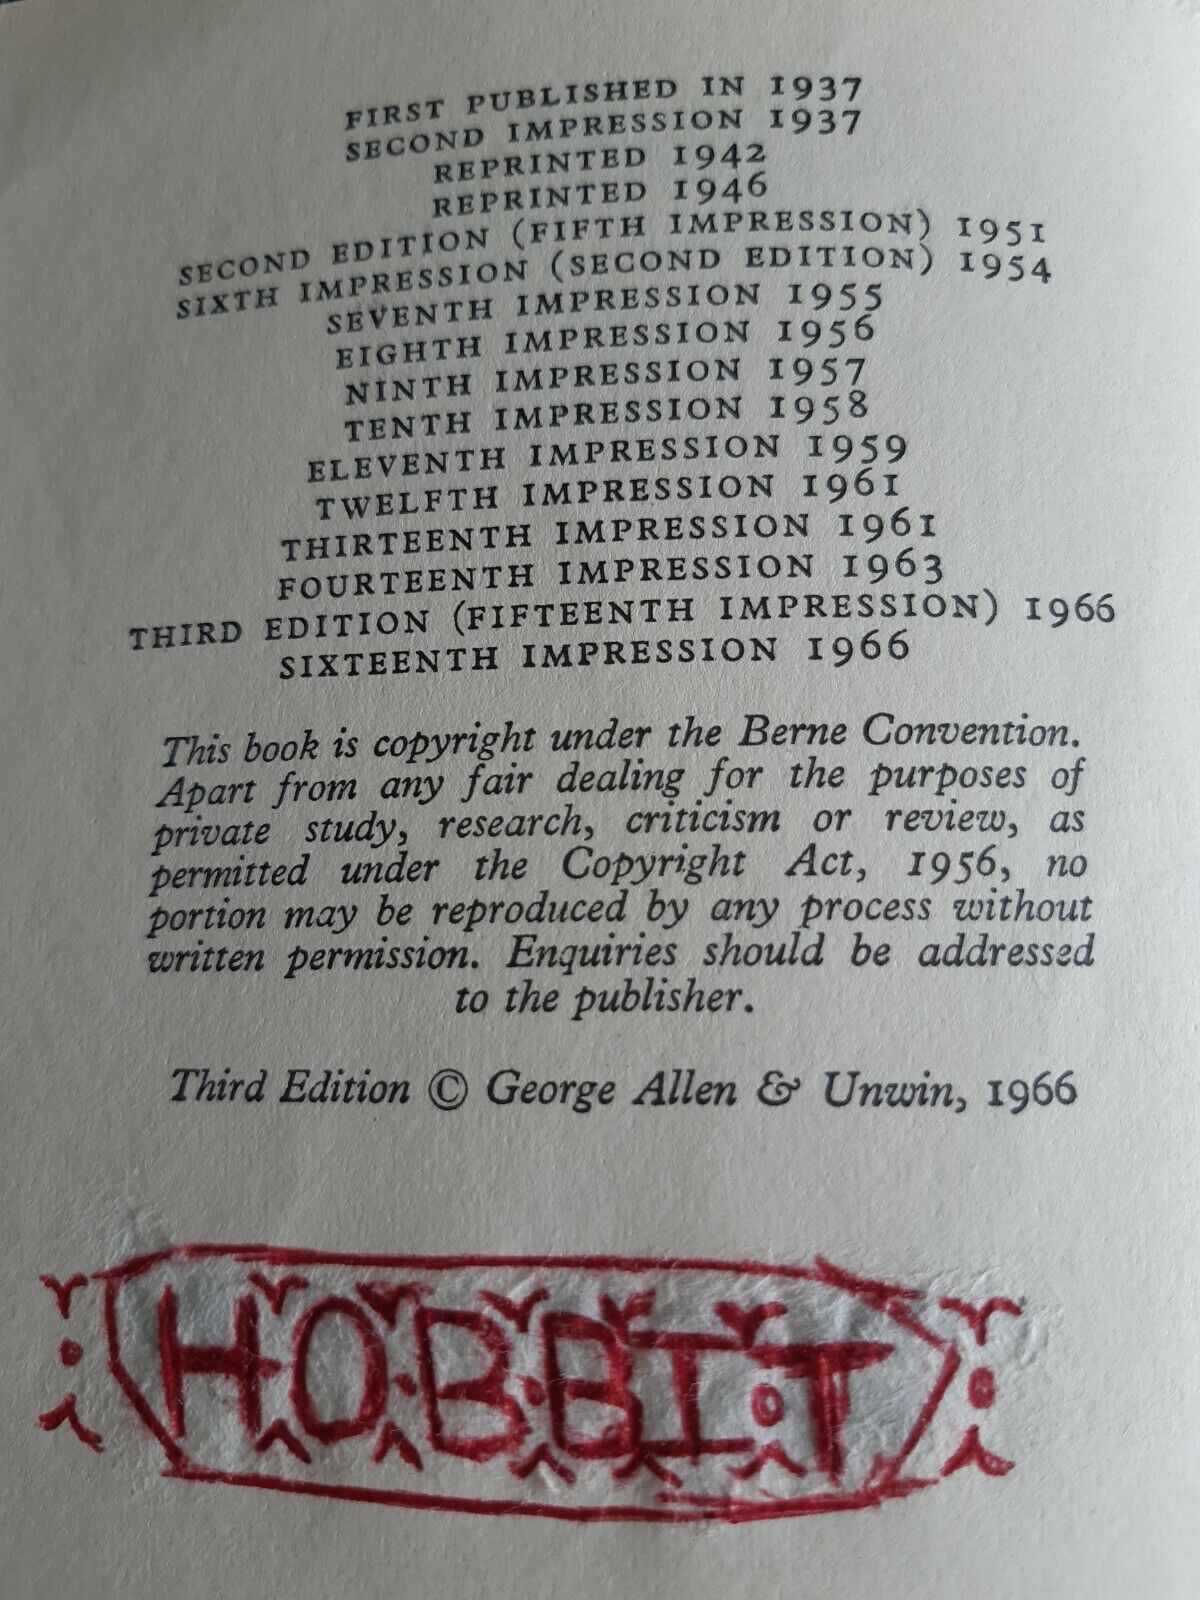 FIRST PUBLISHED IN 1937
SECOND IMPRESSION 1937
REPRINTED 1942
REPRINTED 1946
SECOND EDITION (FIFTH IMPRESSION) 1951
SIXTH IMPRESSION (SECOND EDITION) 1954
SEVENTH IMPRESSION 1955
EIGHTH IMPRESSION 1956
NINTH IMPRESSION 1957
TENTH IMPRESSION 1958
ELEVENTH IMPRESSION 1959
TWELFTH IMPRESSION 1961
THIRTEENTH IMPRESSION 1961
FOURTEENTH IMPRESSION 1963
THIRD EDITION (FIFTEENTH IMPRESSION) 1966
SIXTEENTH IMPRESSION 1966
This book is copyright under the Berne Convention.
Apart from any fair dealing for the purposes of
private study, research, criticism or review, as
permitted under the Copyright Act, 1956, no
portion may be reproduced by any process without
written permission. Enquiries should be addressed
to the publisher.
Third Edition © George Allen & Unwin, 1966
HOBBIT